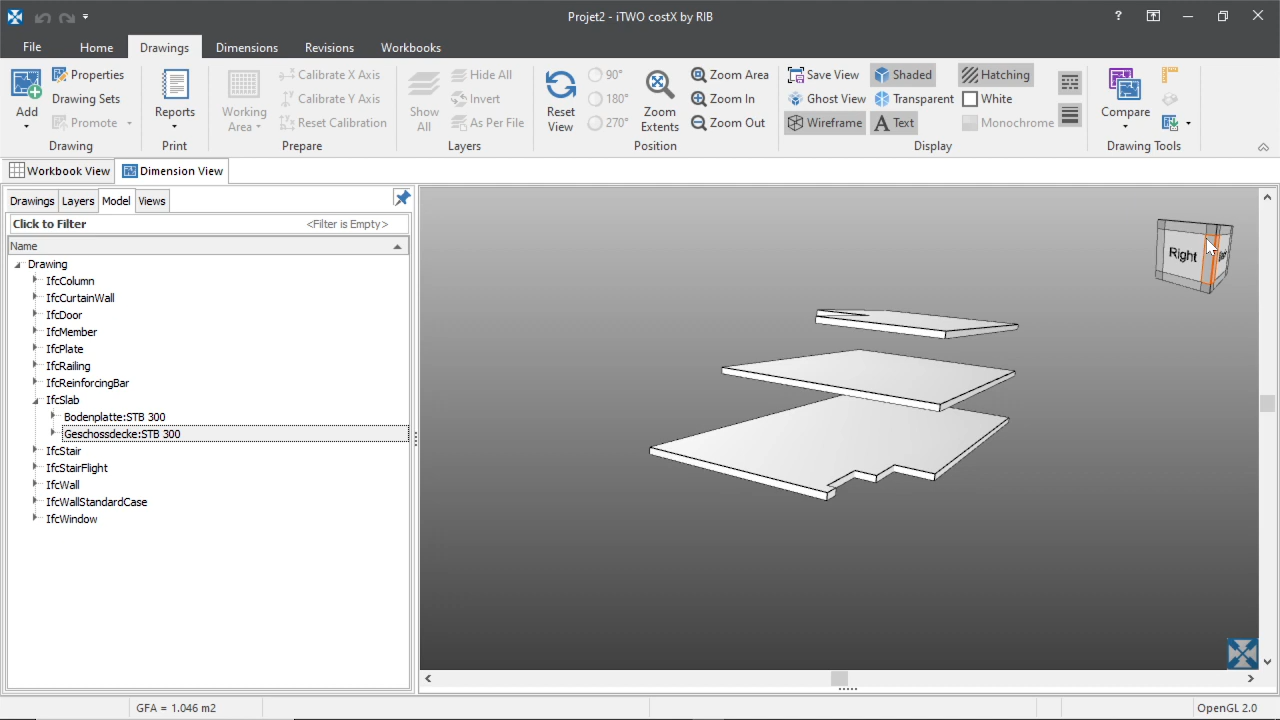 Projet2 - iTWO costX by RIB
?
File Home Drawings Dimensions Revisions Workbooks
Add
Properties
Drawing Sets
Promote
Drawing
Reports
Print
Working Area
Calibrate X Axis
Calibrate Y Axis
Reset Calibration
Prepare
Show All
Hide All
Invert
As Per File
Layers
Reset View
90°
180°
270°
Zoom Extents
Zoom Area
Zoom In
Zoom Out
Position
Save View
Ghost View
Wireframe
Shaded
Transparent
Text
Hatching
White
Monochrome
Display
Compare
Drawing Tools
Workbook View Dimension View
Drawings Layers Model Views
Click to Filter <Filter is Empty>
Name
Drawing
IfcColumn
IfcCurtainWall
IfcDoor
IfcMember
IfcPlate
IfcRailing
IfcReinforcingBar
IfcSlab
Bodenplatte:STB 300
Geschossdecke:STB 300
IfcStair
IfcStairFlight
IfcWall
IfcWallStandardCase
IfcWindow
Right
GFA = 1.046 m2
OpenGL 2.0